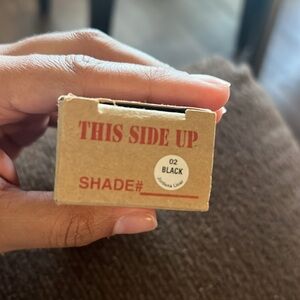 THIS SIDE UP
02
BLACK
SHADE#